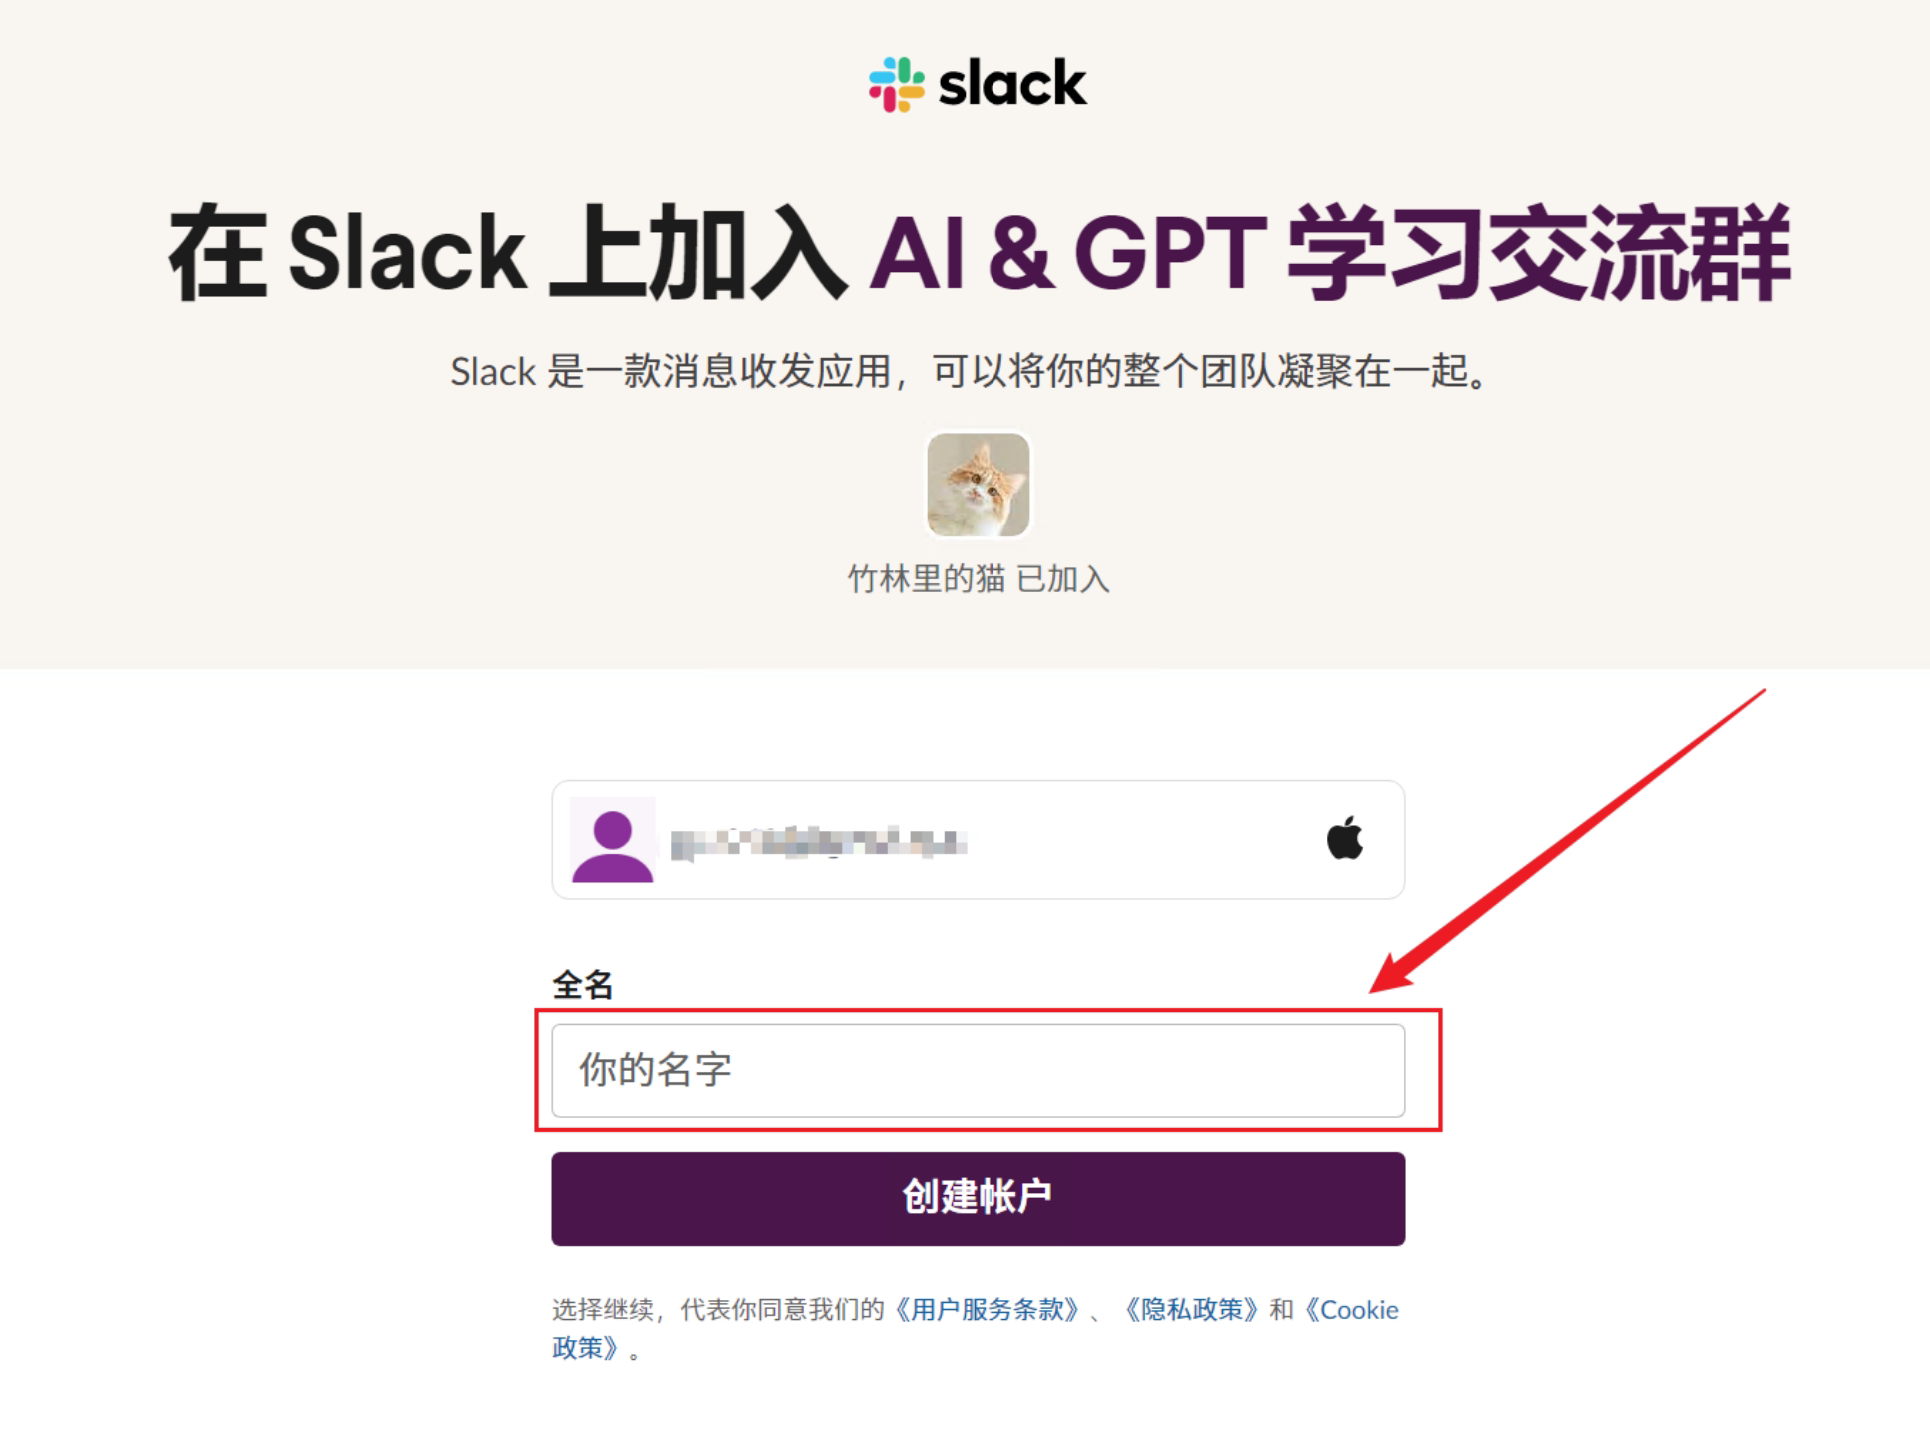 slack
在 Slack 上加入 AI & GPT 学习交流群
Slack 是一款消息收发应用，可以将你的整个团队凝聚在一起。
竹林里的猫 已加入
全名
你的名字
创建帐户
选择继续，代表你同意我们的《用户服务条款》、《隐私政策》和《Cookie
政策》。